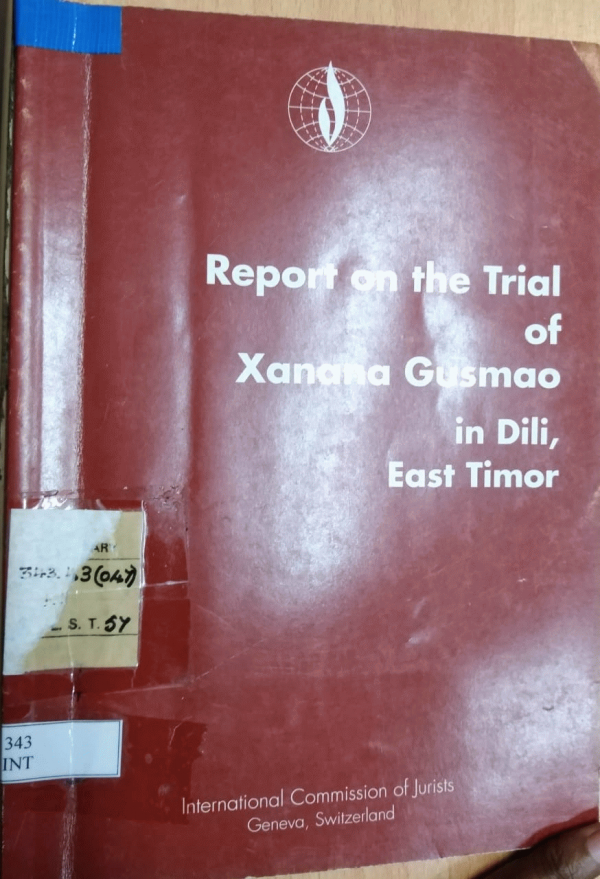 Report on the Trial
of
Xanana Gusmao
in Dili,
East Timor
S. T. 57
343
INT
International Commission of Jurists
Geneva, Switzerland